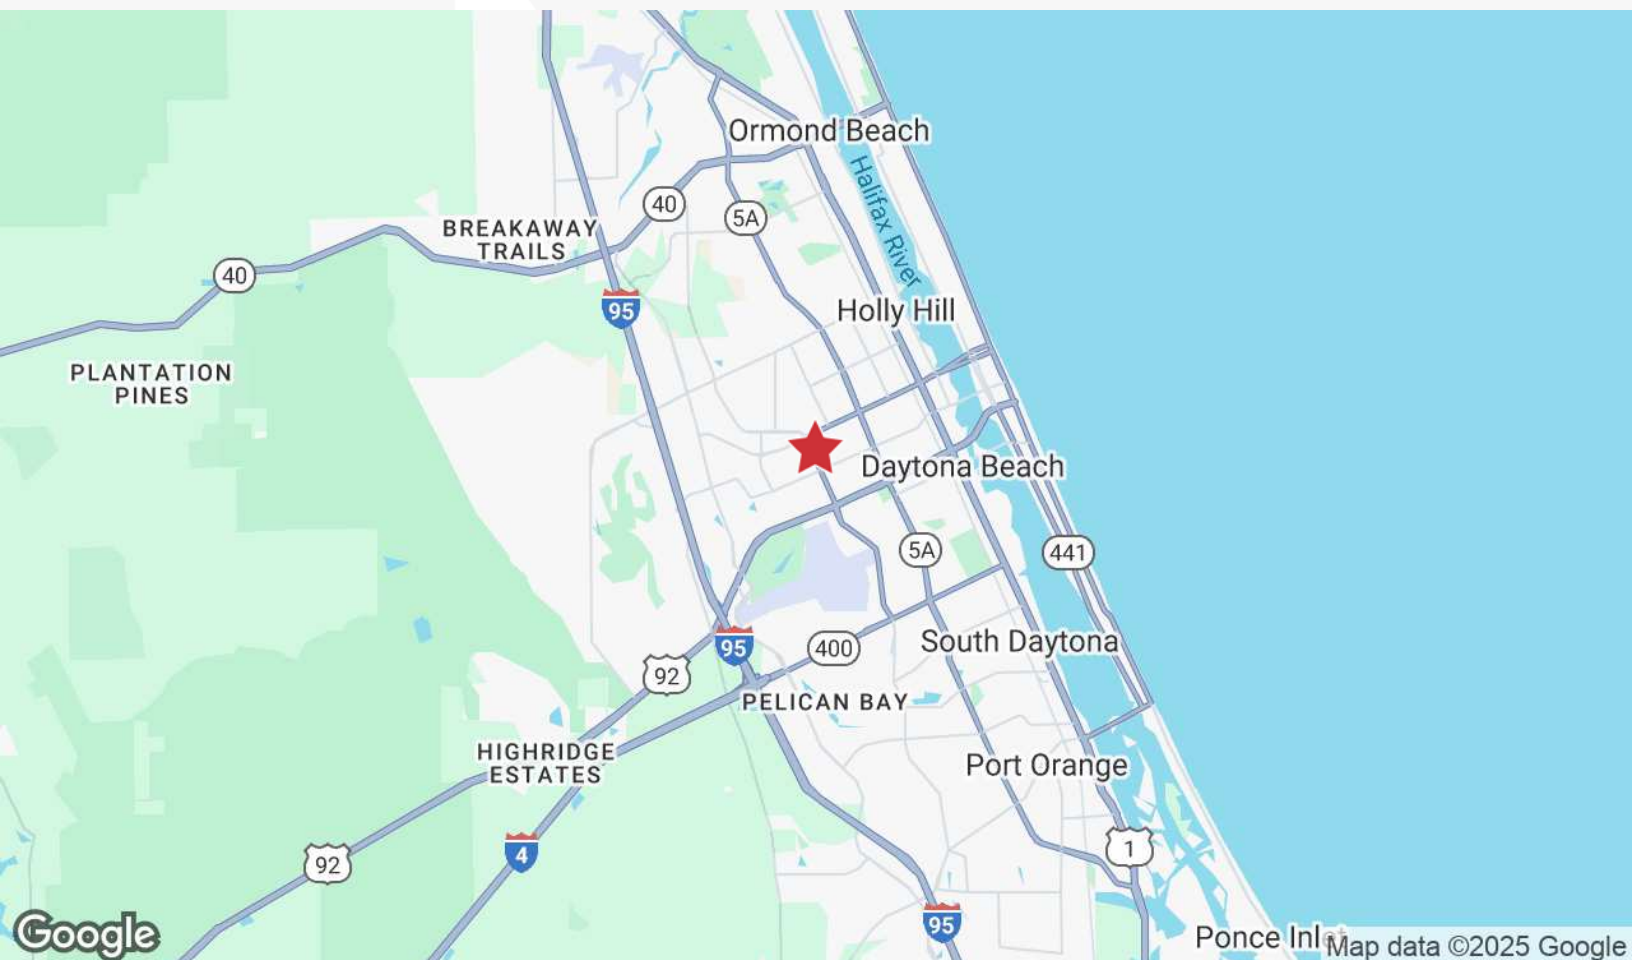 Ormond Beach
Halifax River
40
5A
BREAKAWAY
TRAILS
40
95
Holly Hill
PLANTATION
PINES
Daytona Beach
5A
441
95
400
South Daytona
92
PELICAN BAY
HIGHRIDGE
ESTATES
Port Orange
92
4
1
95
Google
Ponce Inlet
Map data ©2025 Google